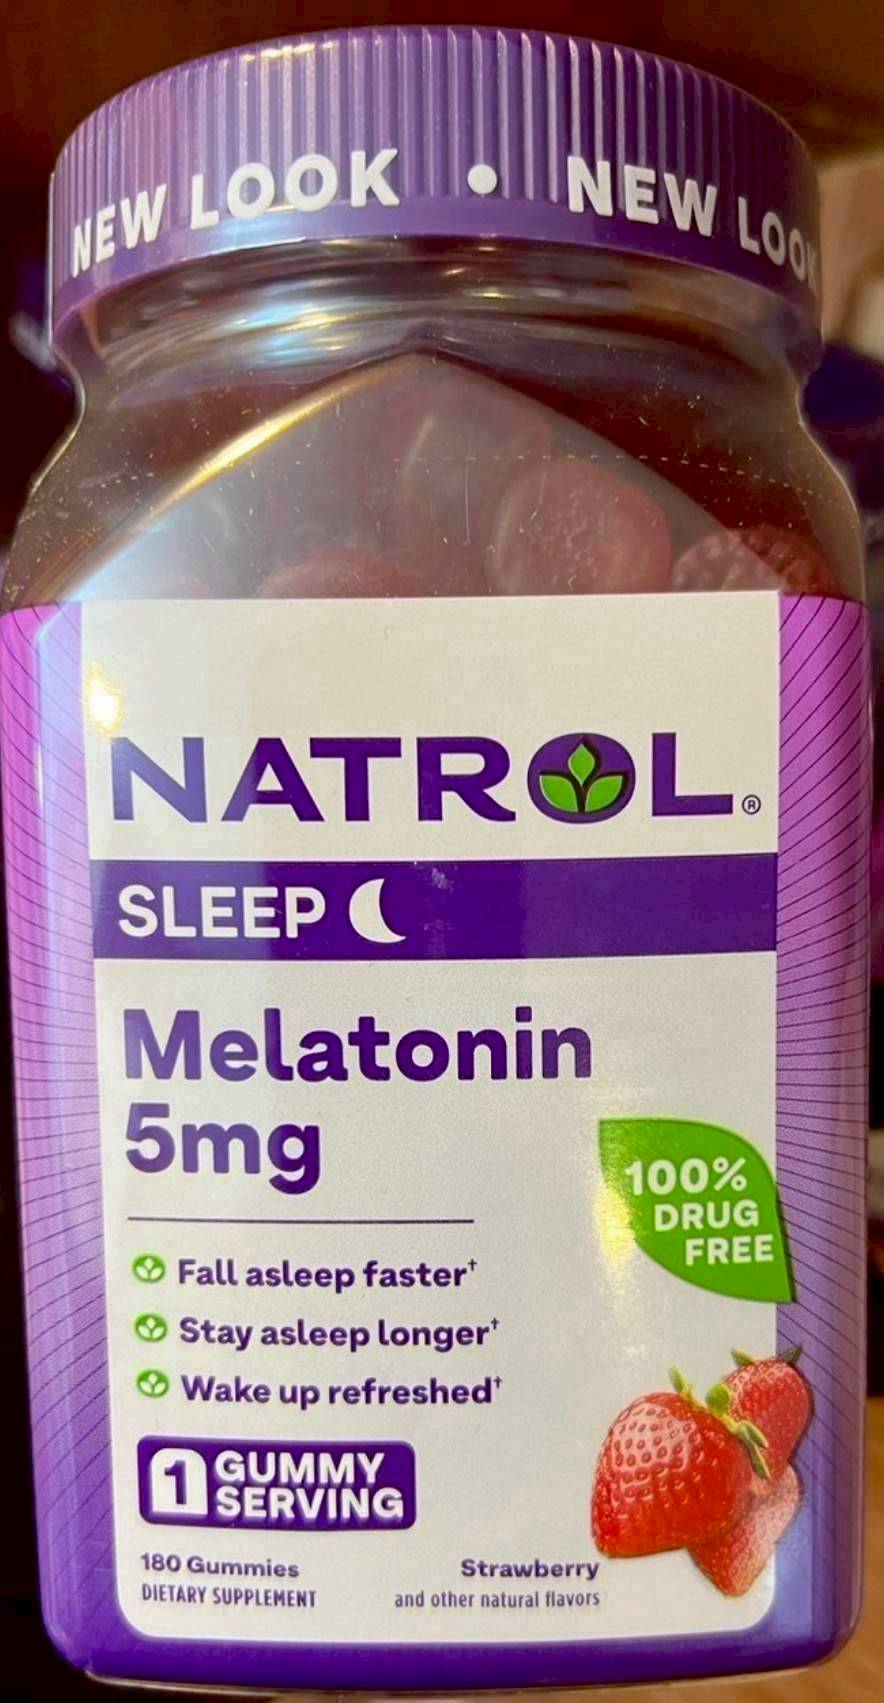 NEW LOOK • NEW LOOK
NATROL®
SLEEP
Melatonin
5mg
100%
DRUG
FREE
Fall asleep faster†
Stay asleep longer†
Wake up refreshed†
1 GUMMY
SERVING
180 Gummies
DIETARY SUPPLEMENT
Strawberry
and other natural flavors